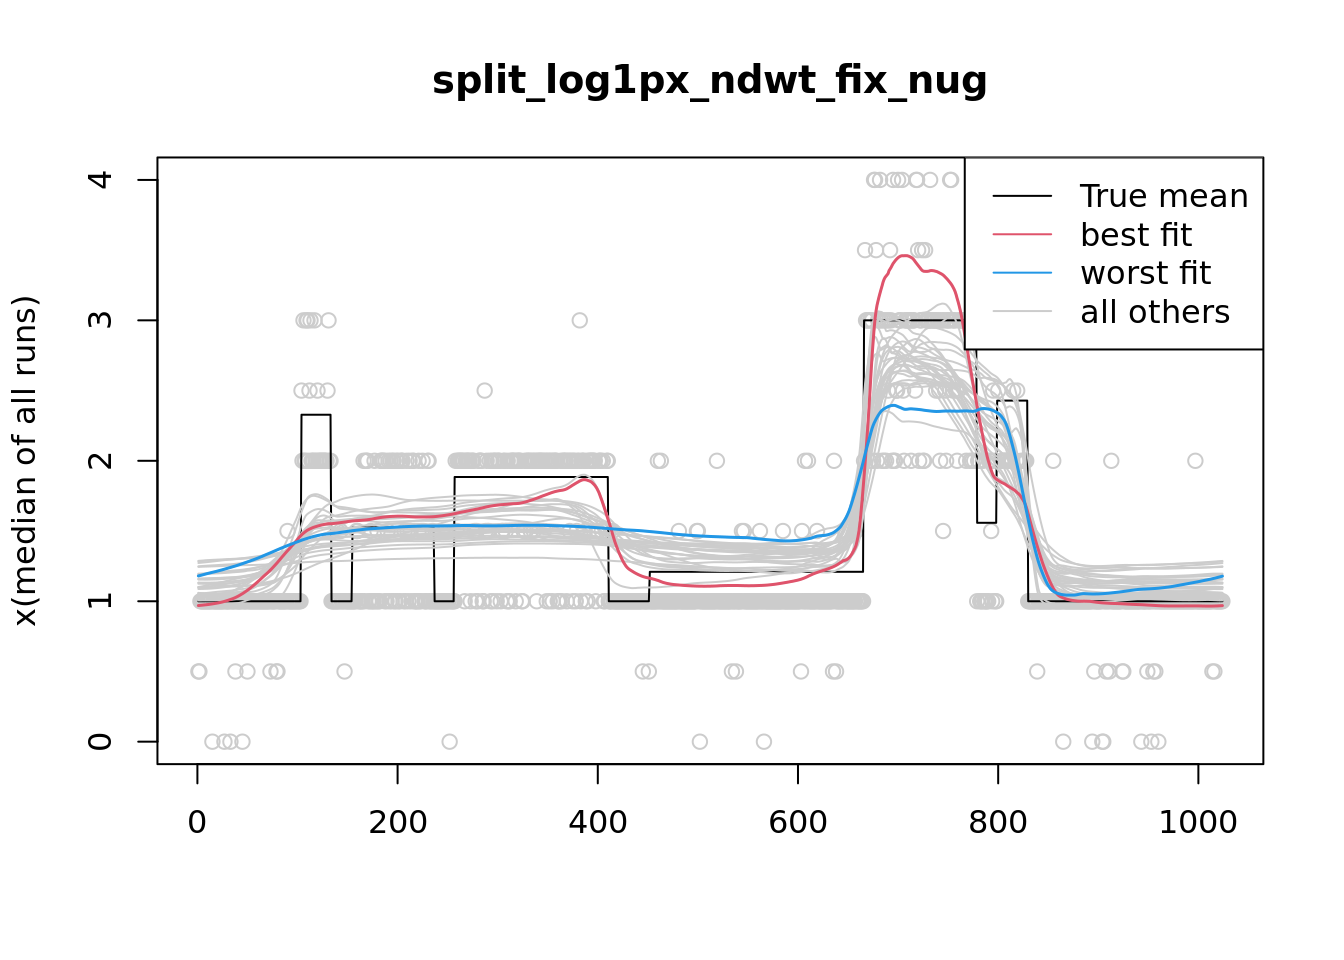 split_log1px_ndwt_fix_nug
x(median of all runs)
4
3
2
1
0
True mean
best fit
worst fit
all others
0 200 400 600 800 1000